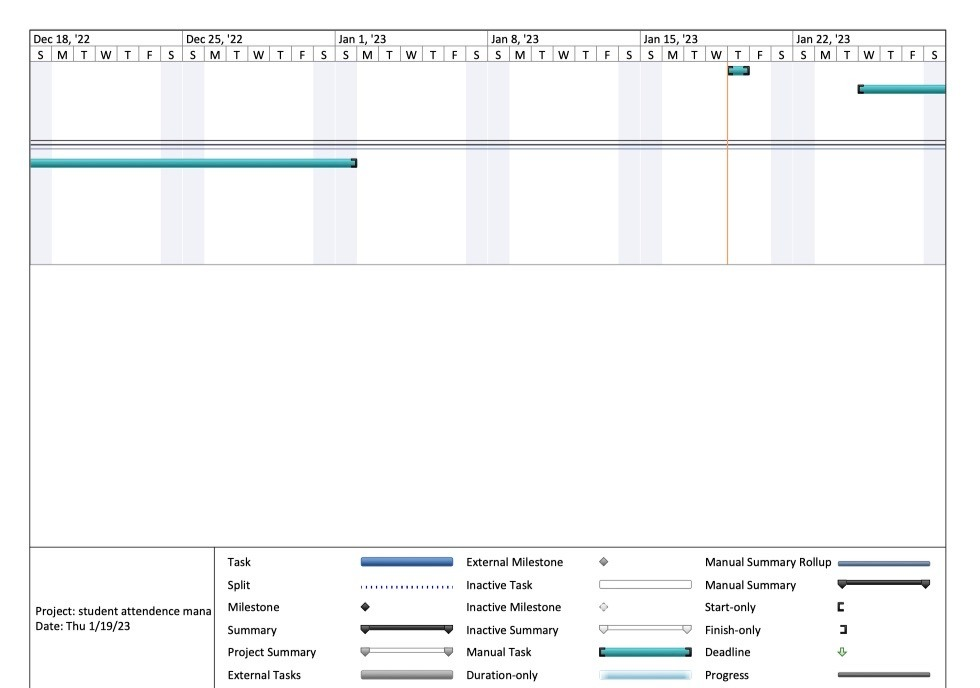 Dec 18, '22 Dec 25, '22 Jan 1, '23 Jan 8, '23 Jan 15, '23 Jan 22, '23
S M T W T F S S M T W T F S S M T W T F S S M T W T F S S M T W T F S S M T W T F S
Task External Milestone Manual Summary Rollup
Split Inactive Task Manual Summary
Milestone Inactive Milestone Start-only
Summary Inactive Summary Finish-only
Project Summary Manual Task Deadline
External Tasks Duration-only Progress
Project: student attendence mana
Date: Thu 1/19/23